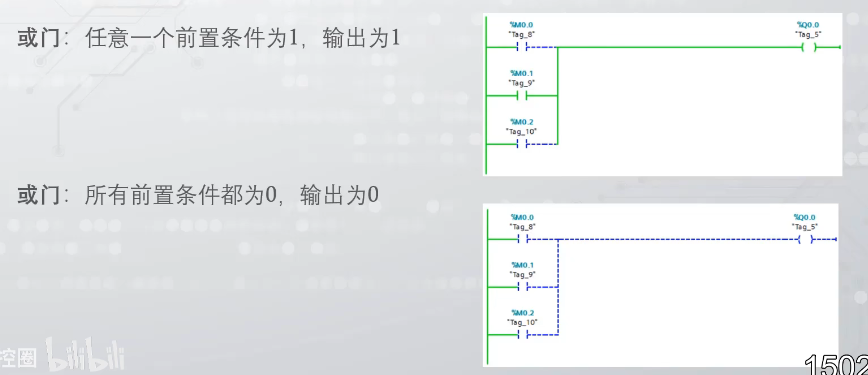 或门：任意一个前置条件为1，输出为1
%M0.0
"Tag_8"
%Q0.0
"Tag_5"
%M0.1
"Tag_9"
%M0.2
"Tag_10"
或门：所有前置条件都为0，输出为0
%M0.0
"Tag_8"
%Q0.0
"Tag_5"
%M0.1
"Tag_9"
%M0.2
"Tag_10"
控圈 bilibili
1502